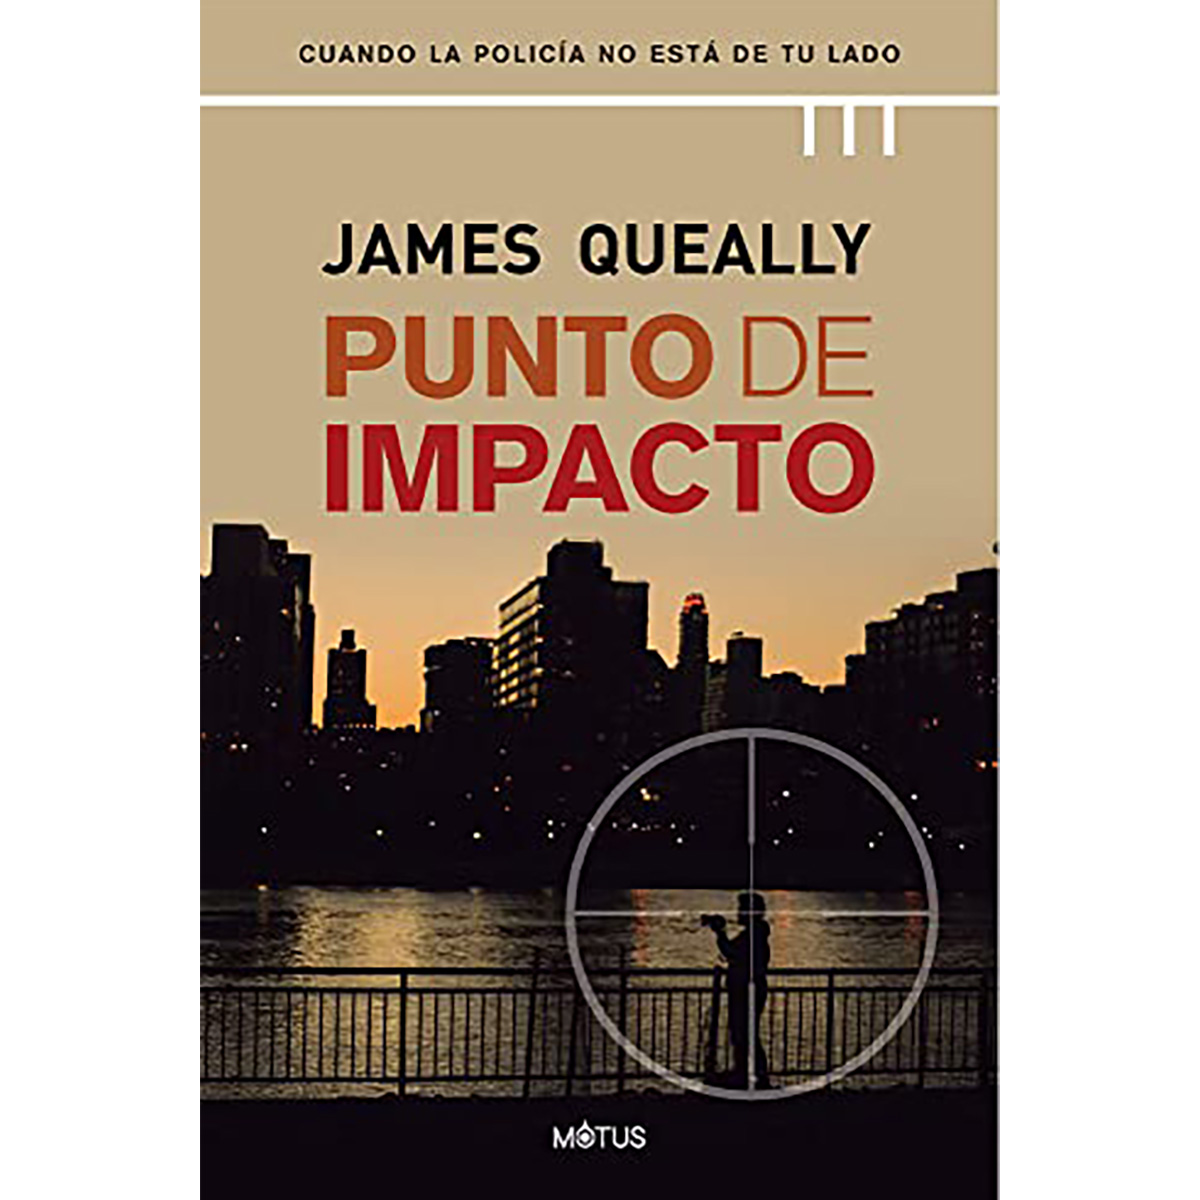 CUANDO LA POLICÍA NO ESTÁ DE TU LADO
JAMES QUEALLY
PUNTO DE
IMPACTO
MOTUS